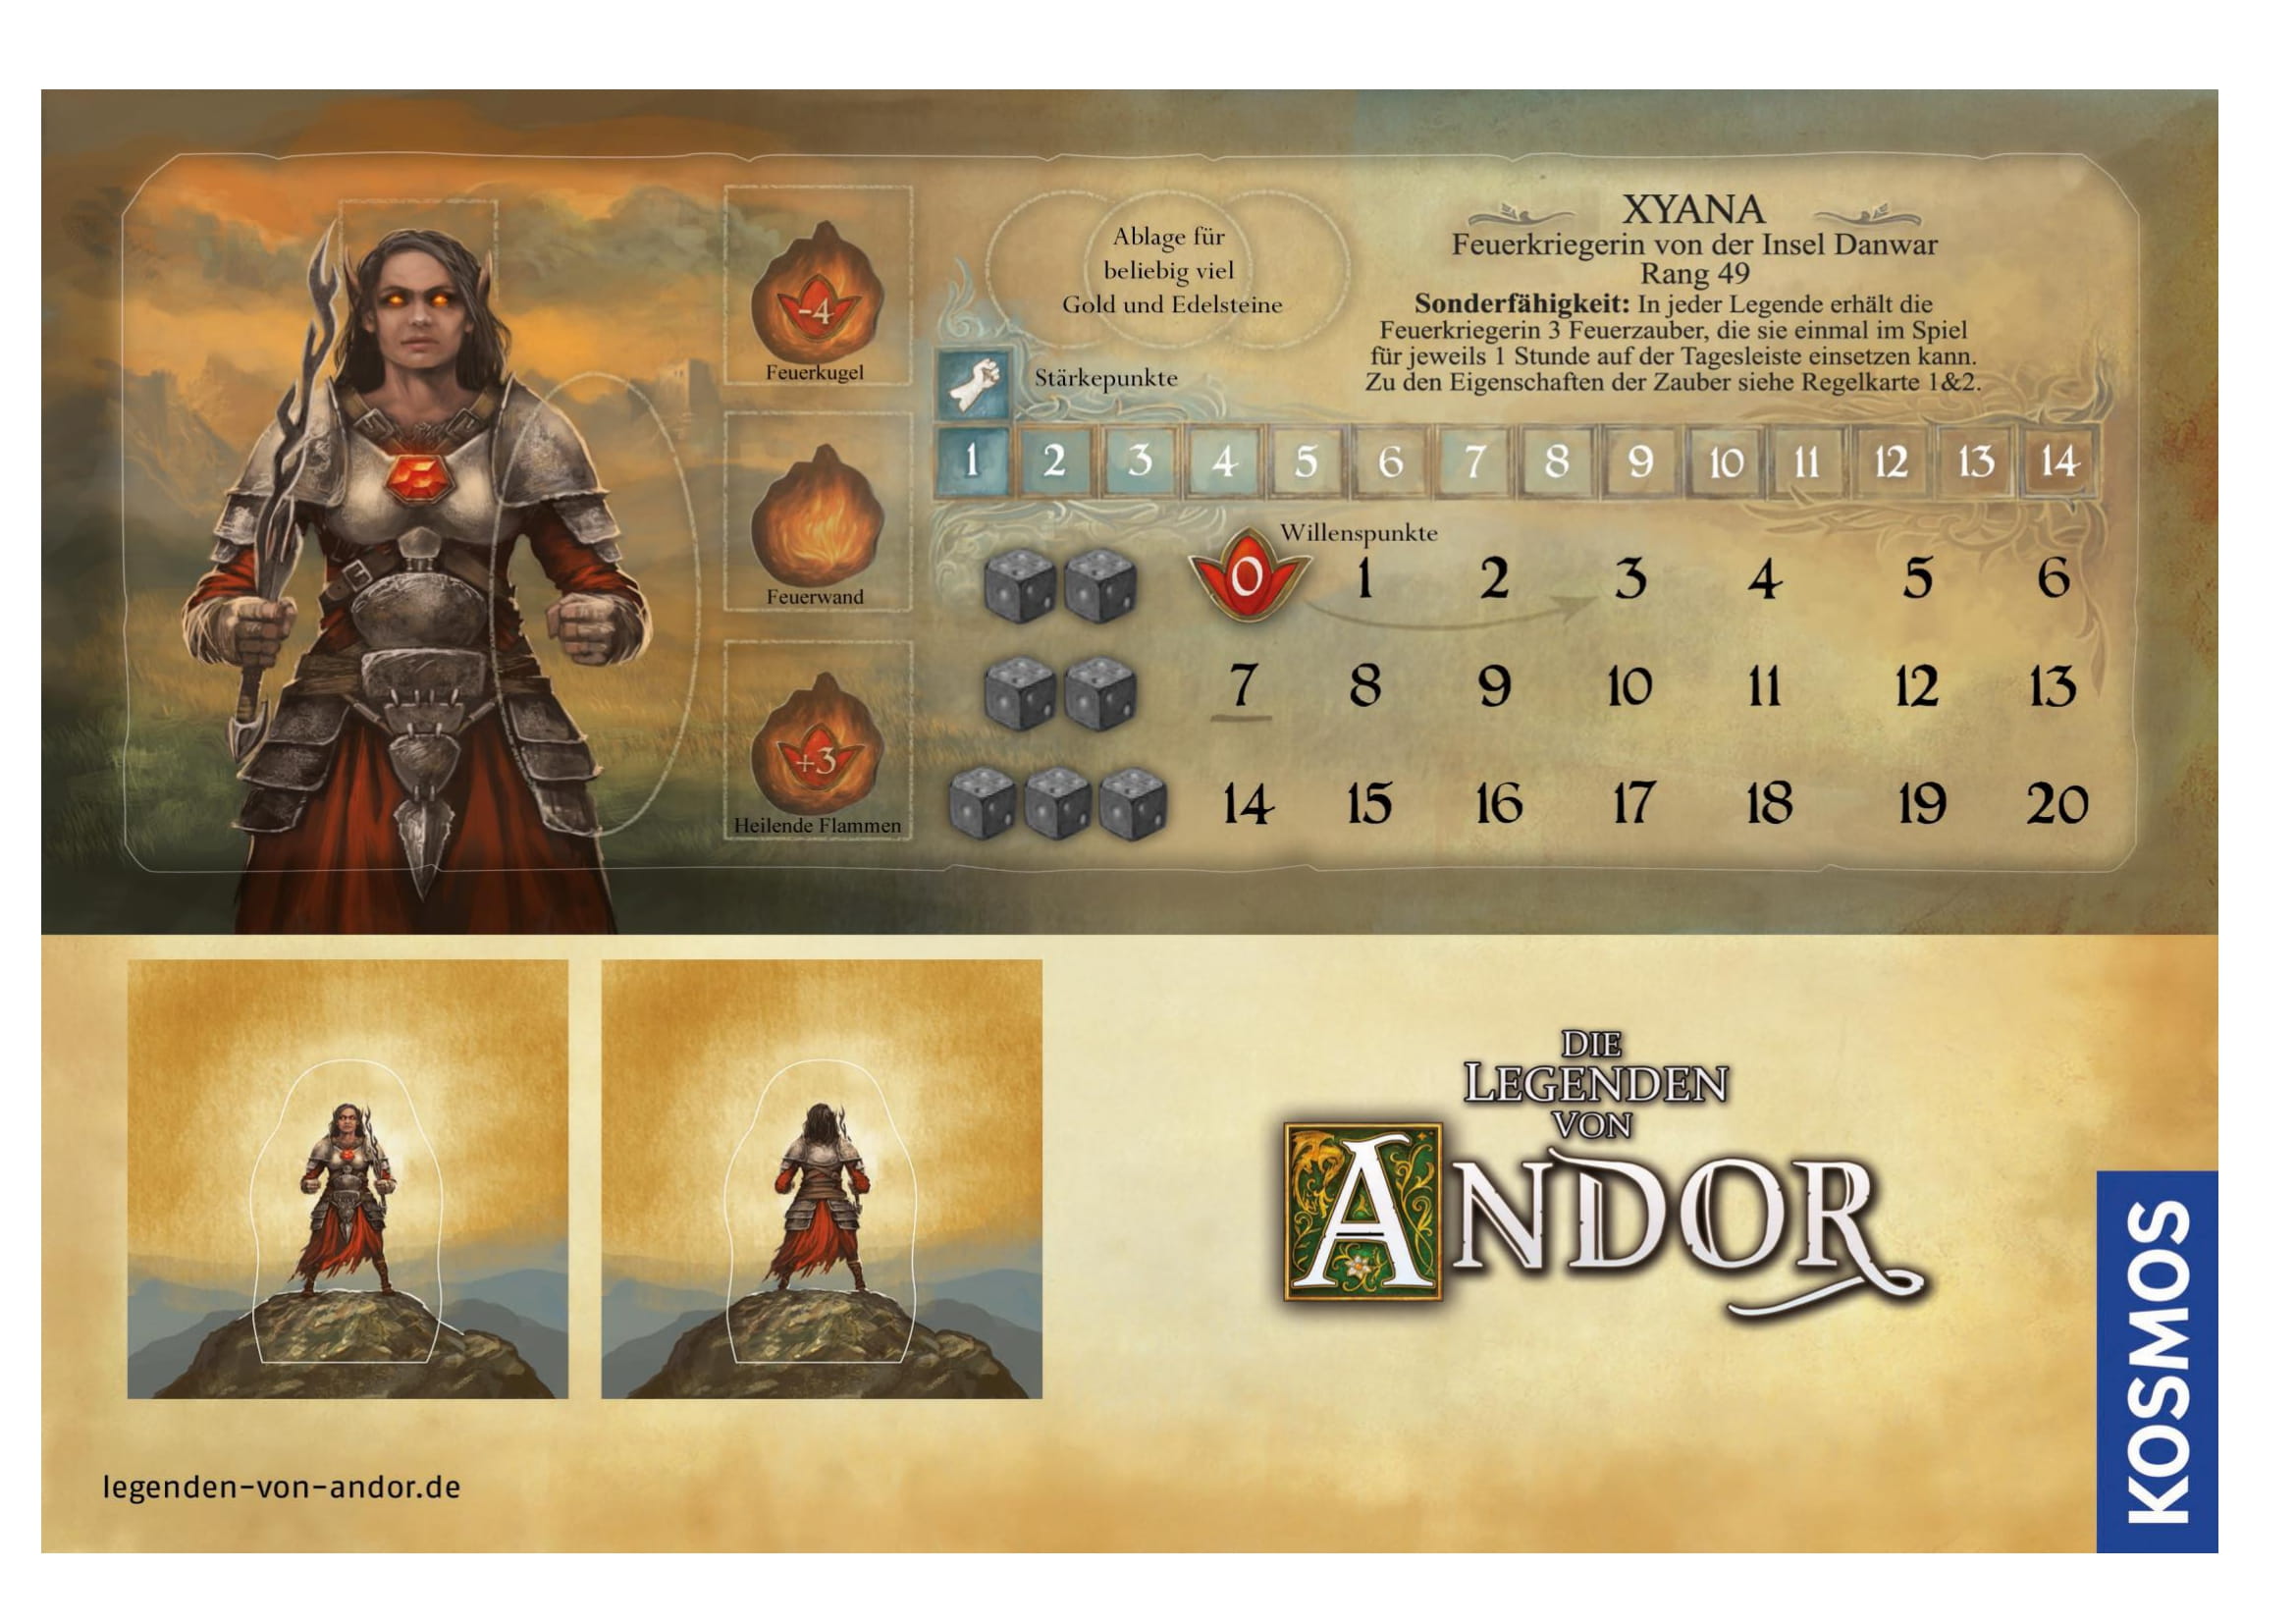 XYANA
Feuerkriegerin von der Insel Danwar
Rang 49
Sonderfähigkeit: In jeder Legende erhält die
Feuerkriegerin 3 Feuerzauber, die sie einmal im Spiel
für jeweils 1 Stunde auf der Tagesleiste einsetzen kann.
Zu den Eigenschaften der Zauber siehe Regelkarte 1&2.
Ablage für
beliebig viel
Gold und Edelsteine
-4
Feuerkugel
Feuerwand
+3
Heilende Flammen
Stärkepunkte
1 2 3 4 5 6 7 8 9 10 11 12 13 14
Willenspunkte
0 1 2 3 4 5 6
7 8 9 10 11 12 13
14 15 16 17 18 19 20
DIE
LEGENDEN
VON
ANDOR
KOSMOS
legenden-von-andor.de